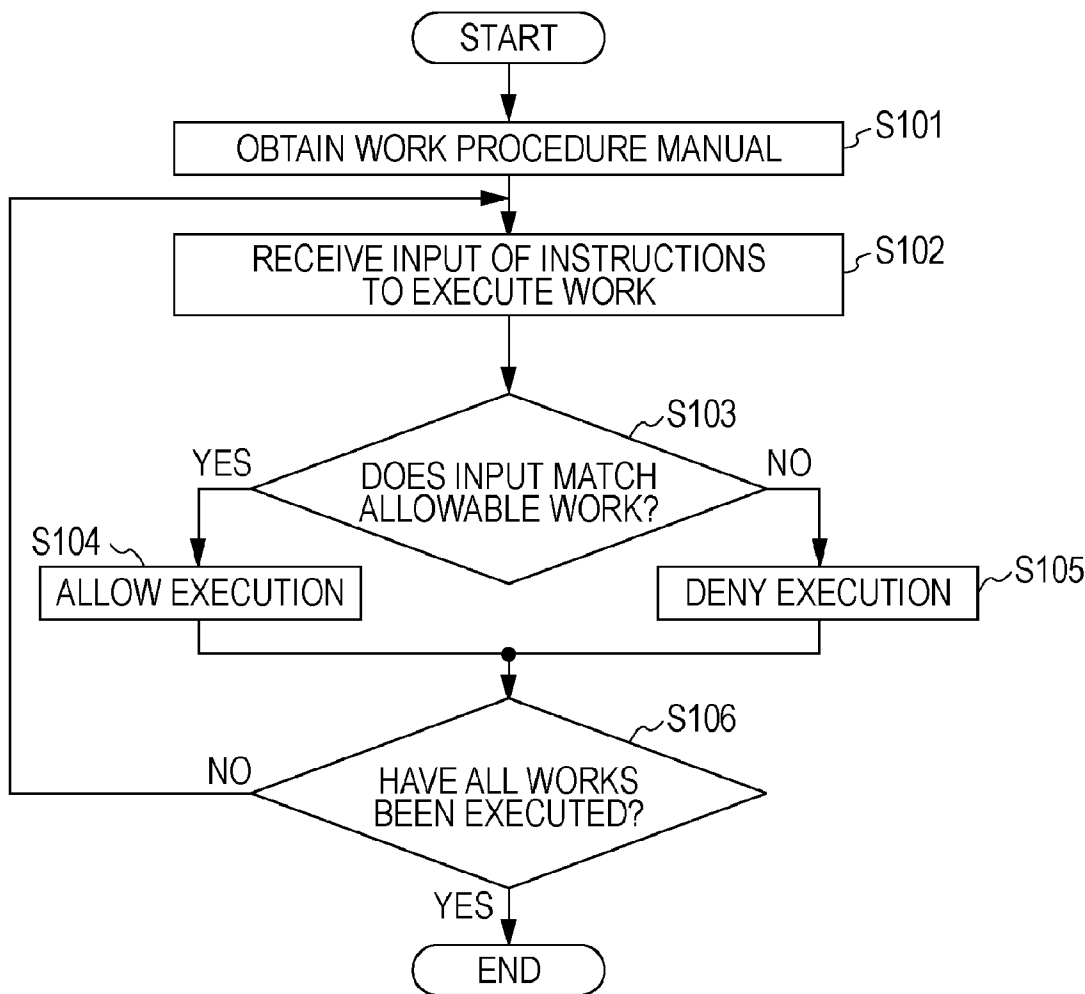 START
S101
OBTAIN WORK PROCEDURE MANUAL
S102
RECEIVE INPUT OF INSTRUCTIONS
TO EXECUTE WORK
S103
YES
NO
DOES INPUT MATCH
ALLOWABLE WORK?
S104
ALLOW EXECUTION
DENY EXECUTION
S105
S106
NO
HAVE ALL WORKS
BEEN EXECUTED?
YES
END